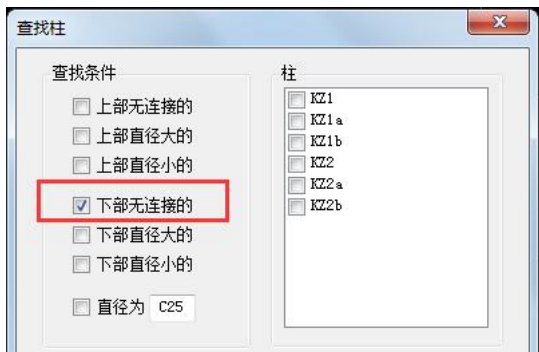 查找柱
查找条件
上部无连接的
上部直径大的
上部直径小的
下部无连接的
下部直径大的
下部直径小的
直径为 C25
柱
KZ1
KZ1a
KZ1b
KZ2
KZ2a
KZ2b